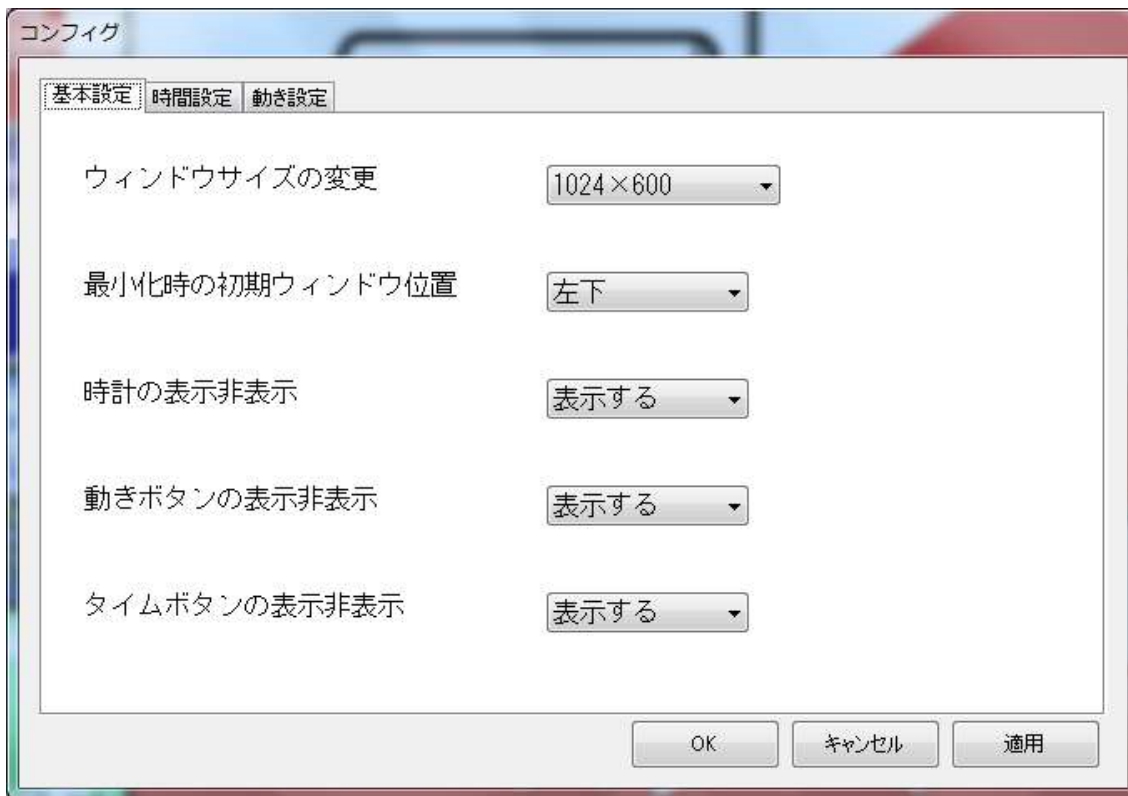 コンフィグ
基本設定 時間設定 動き設定
ウィンドウサイズの変更 1024×600
最小化時の初期ウィンドウ位置 左下
時計の表示非表示 表示する
動きボタンの表示非表示 表示する
タイムボタンの表示非表示 表示する
OK キャンセル 適用